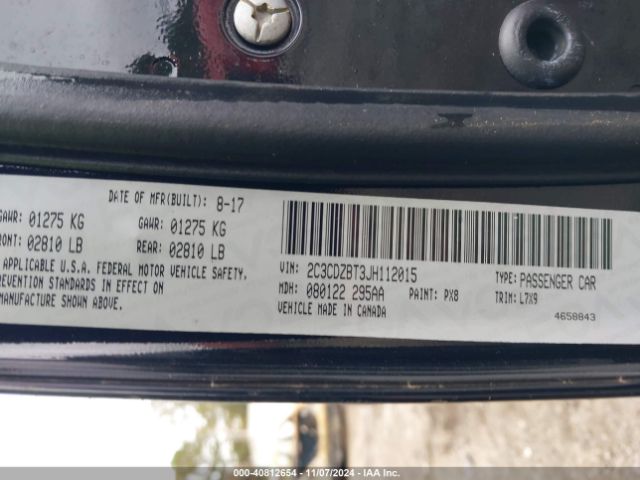 DATE OF MFR(BUILT): 8-17
GAWR: 01275 KG GAWR: 01275 KG
FRONT: 02810 LB REAR: 02810 LB
APPLICABLE U.S.A. FEDERAL MOTOR VEHICLE SAFETY,
PREVENTION STANDARDS IN EFFECT ON
MANUFACTURE SHOWN ABOVE.
VIN: 2C3CDZBT3JH112015 TYPE: PASSENGER CAR
MDH: 080122 295AA PAINT: PX8 TRIM: L7X9
VEHICLE MADE IN CANADA 4658843
000-40812654 - 11/07/2024 - IAA Inc.